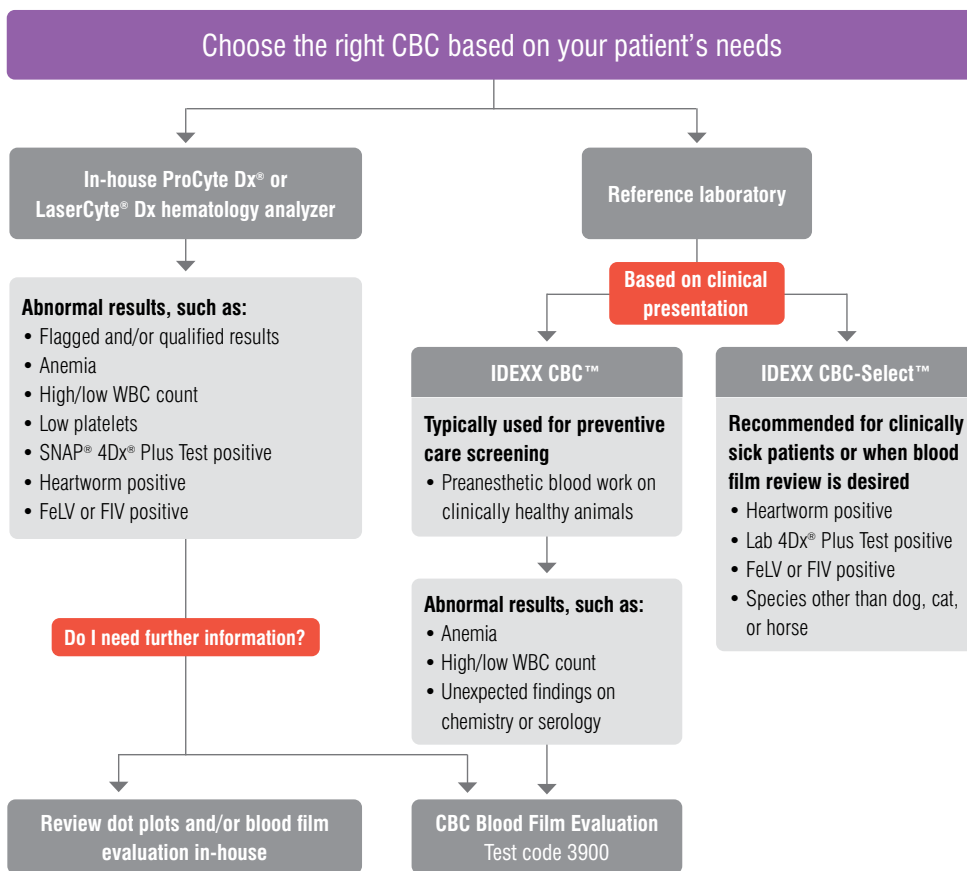 Choose the right CBC based on your patient's needs
In-house ProCyte Dx® or
LaserCyte® Dx hematology analyzer
Reference laboratory
Based on clinical
presentation
Abnormal results, such as:
• Flagged and/or qualified results
• Anemia
• High/low WBC count
• Low platelets
• SNAP® 4Dx® Plus Test positive
• Heartworm positive
• FeLV or FIV positive
IDEXX CBC™
Typically used for preventive
care screening
• Preanesthetic blood work on
clinically healthy animals
IDEXX CBC-Select™
Recommended for clinically
sick patients or when blood
film review is desired
• Heartworm positive
• Lab 4Dx® Plus Test positive
• FeLV or FIV positive
• Species other than dog, cat,
or horse
Abnormal results, such as:
• Anemia
• High/low WBC count
• Unexpected findings on
chemistry or serology
Do I need further information?
Review dot plots and/or blood film
evaluation in-house
CBC Blood Film Evaluation
Test code 3900